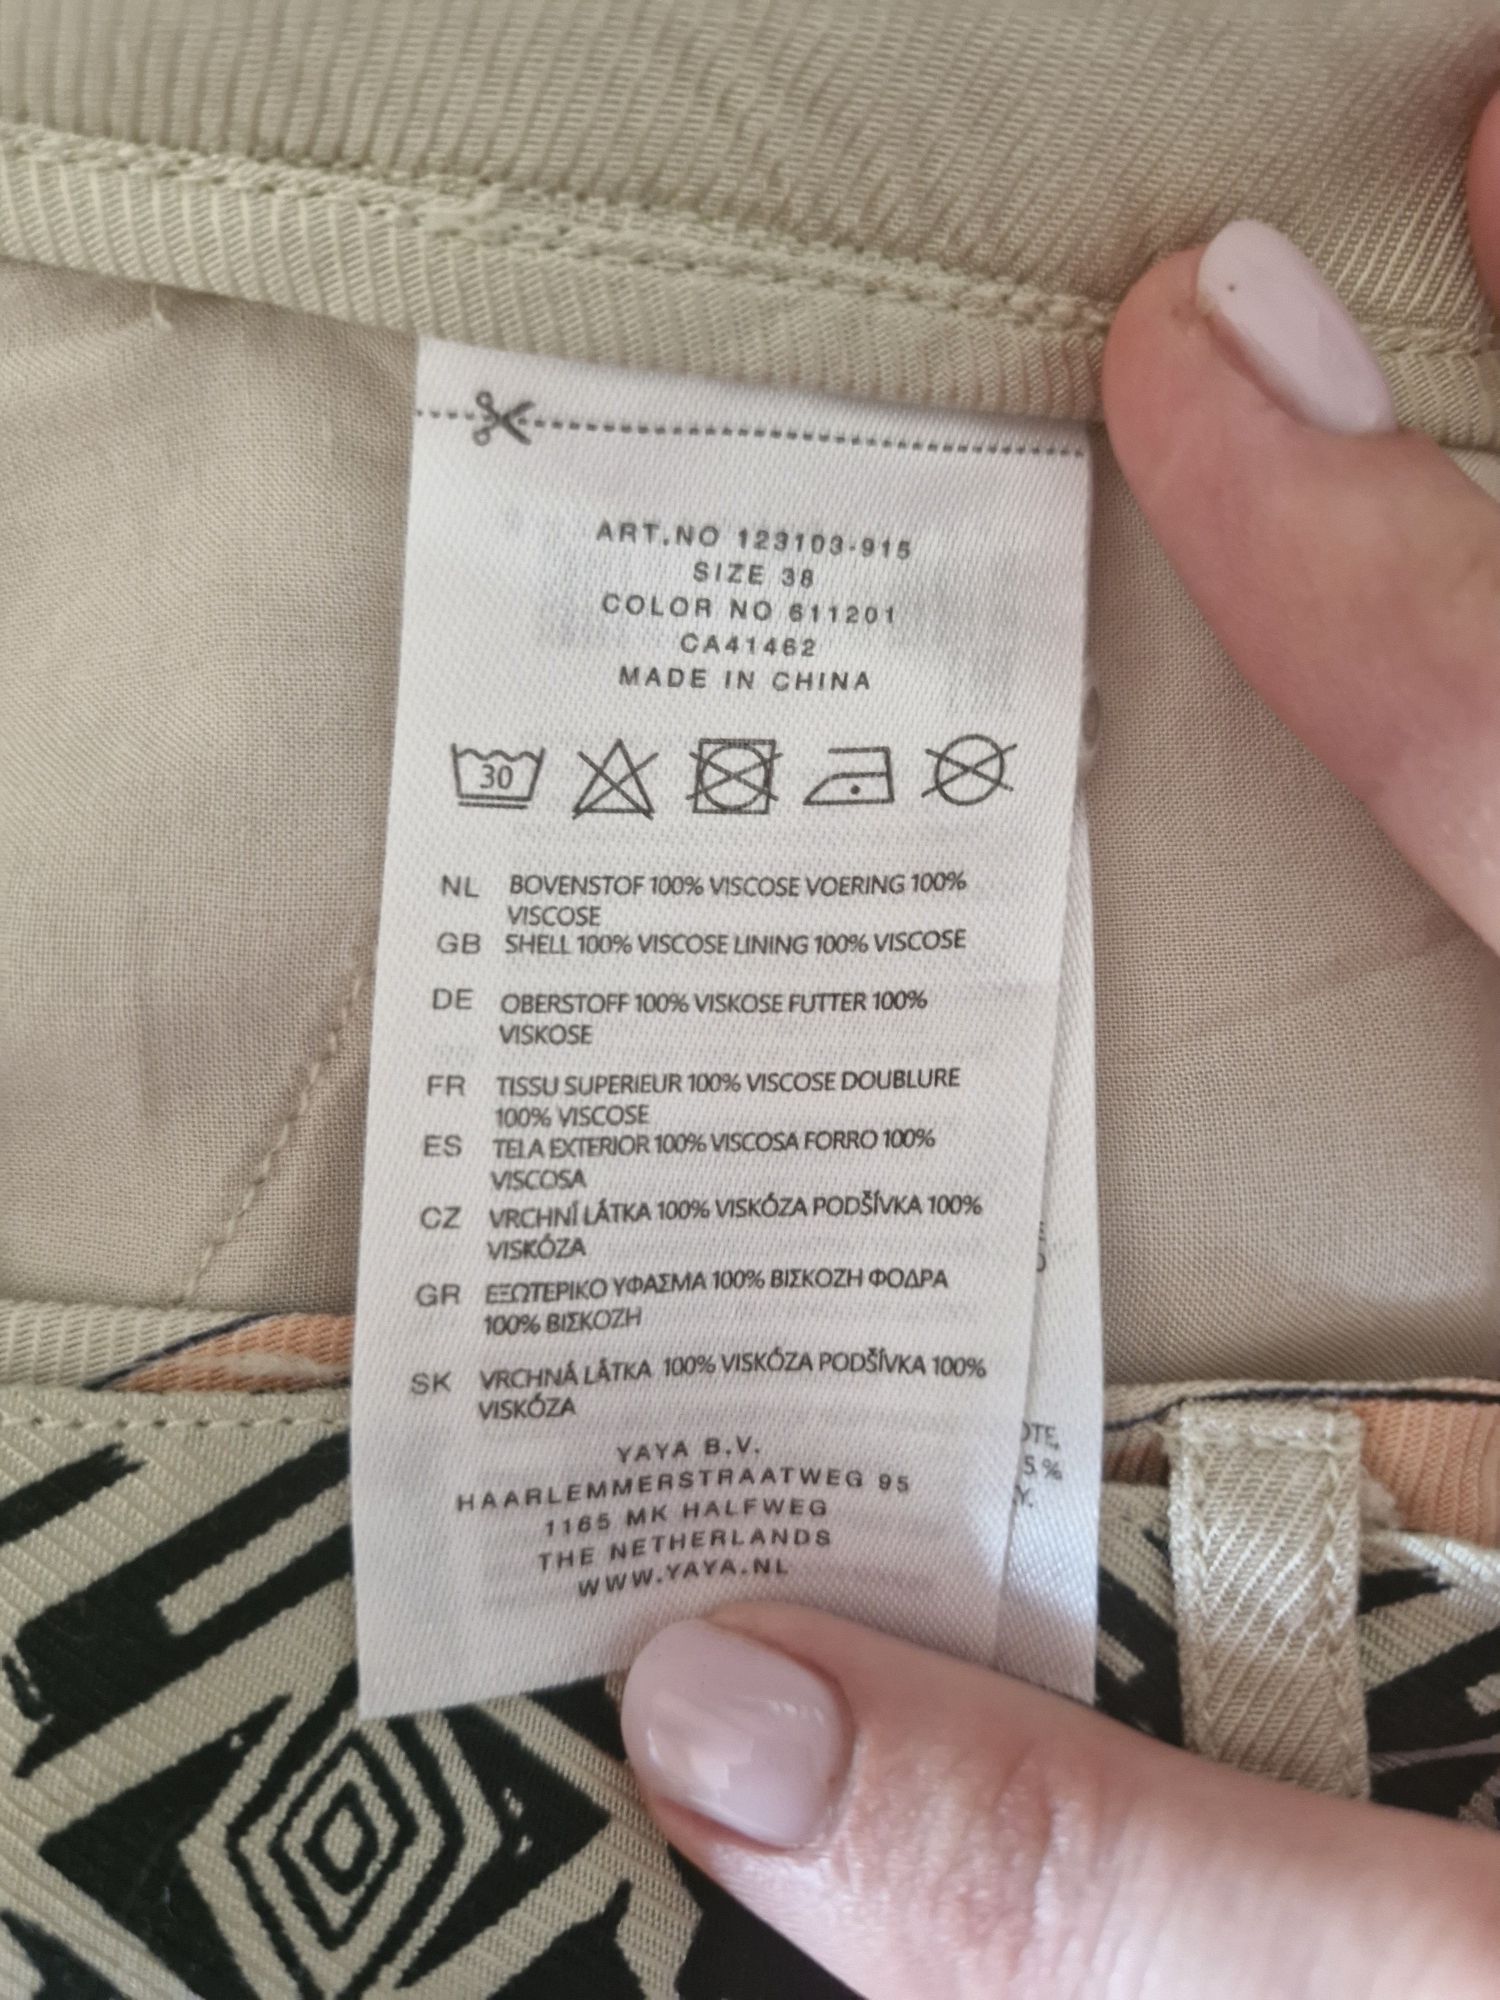 ART.NO 123103-915
SIZE 38
COLOR NO 611201
CA41462
MADE IN CHINA
30
NL BOVENSTOF 100% VISCOSE VOERING 100%
VISCOSE
GB SHELL 100% VISCOSE LINING 100% VISCOSE
DE OBERSTOFF 100% VISKOSE FUTTER 100%
VISKOSE
FR TISSU SUPERIEUR 100% VISCOSE DOUBLURE
100% VISCOSE
ES TELA EXTERIOR 100% VISCOSA FORRO 100%
VISCOSA
CZ VRCHNÍ LÁTKA 100% VISKÓZA PODŠÍVKA 100%
VISKÓZA
GR ΕΞΩΤΕΡΙΚΟ ΥΦΑΣΜΑ 100% ΒΙΣΚΟΖΗ ΦΟΔΡΑ
100% ΒΙΣΚΟΖΗ
SK VRCHNÁ LÁTKA 100% VISKÓZA PODŠÍVKA 100%
VISKÓZA
YAYA B.V.
HAARLEMMERSTRAATWEG 95
1165 MK HALFWEG
THE NETHERLANDS
WWW.YAYA.NL